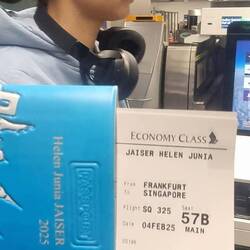 ECONOMY CLASS
JAISER HELEN JUNIA
From FRANKFURT
To SINGAPORE
Flight SQ 325
Seat 57B
Date 04FEB25 MAIN
Helen Junia JAISER
2025